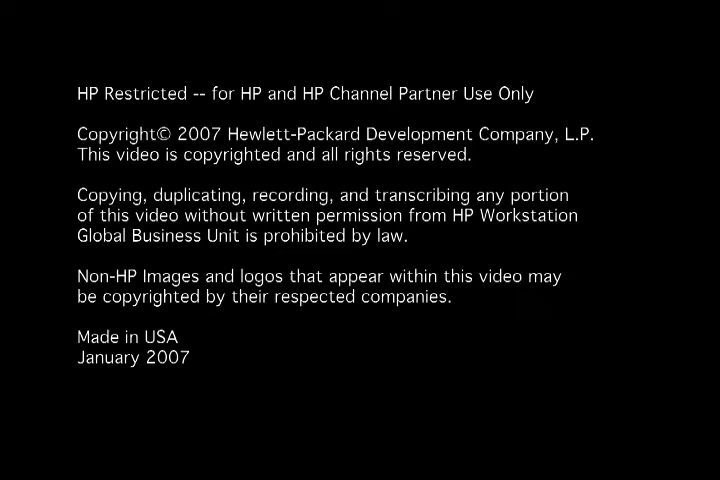 HP Restricted -- for HP and HP Channel Partner Use Only
Copyright© 2007 Hewlett-Packard Development Company, L.P.
This video is copyrighted and all rights reserved.
Copying, duplicating, recording, and transcribing any portion
of this video without written permission from HP Workstation
Global Business Unit is prohibited by law.
Non-HP Images and logos that appear within this video may
be copyrighted by their respected companies.
Made in USA
January 2007